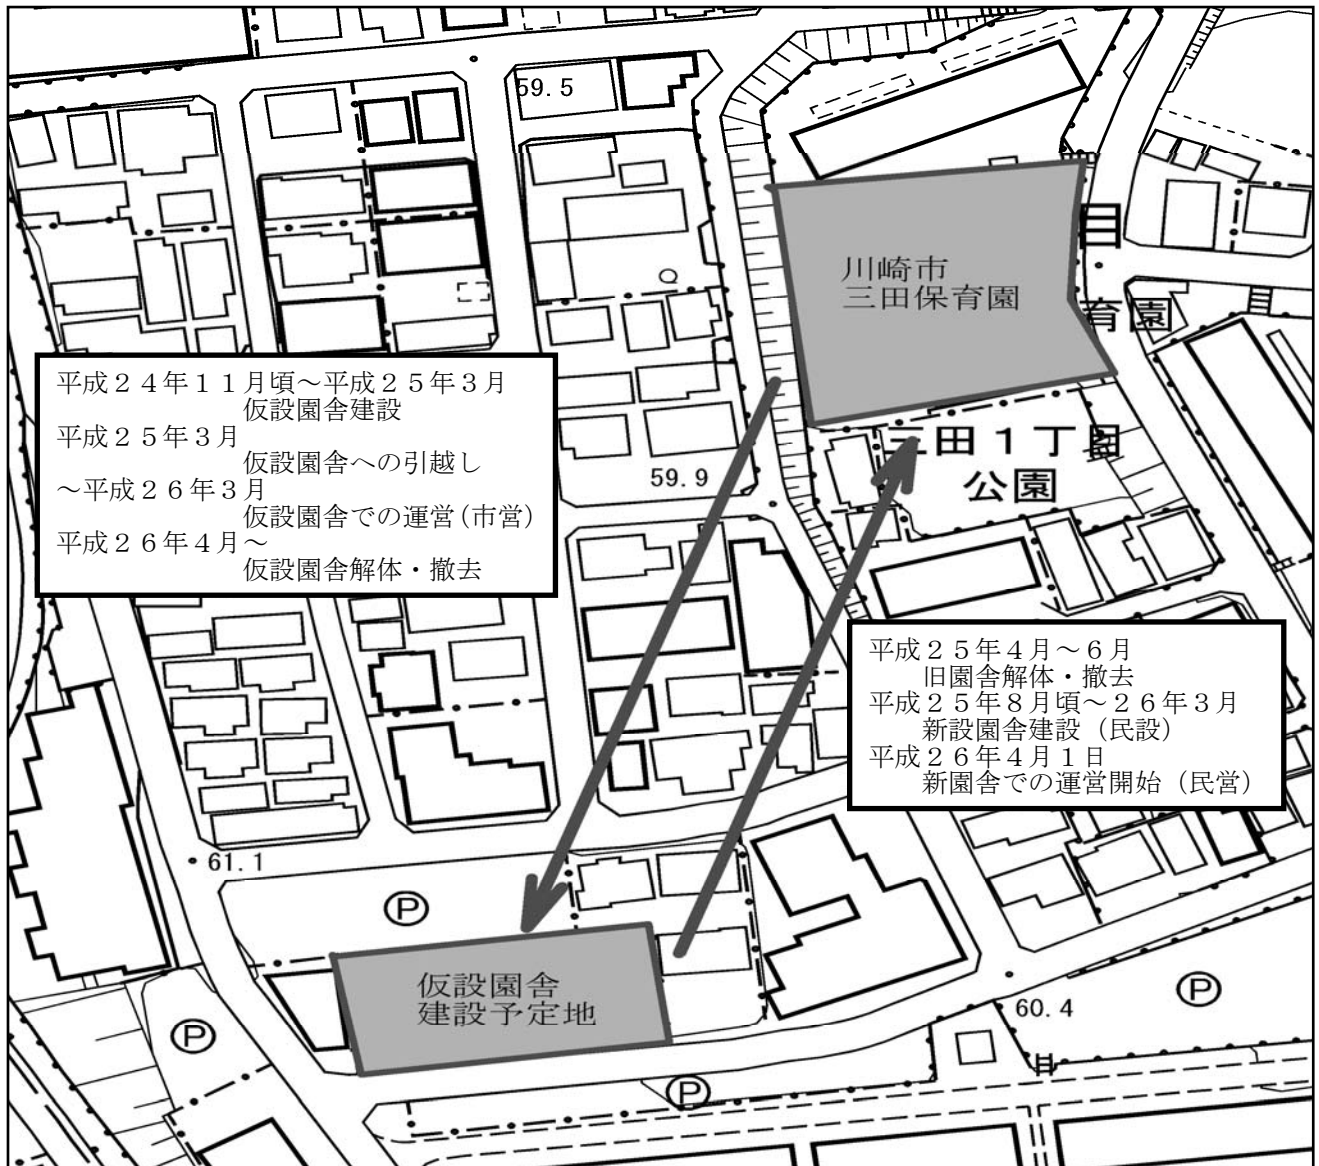 59.5
川崎市
三田保育園
育園
平成２４年１１月頃～平成２５年３月
仮設園舎建設
平成２５年３月
仮設園舎への引越し
～平成２６年３月
仮設園舎での運営（市営）
平成２６年４月～
仮設園舎解体・撤去
三田１丁目
公園
59.9
平成２５年４月～６月
旧園舎解体・撤去
平成２５年８月頃～２６年３月
新設園舎建設（民設）
平成２６年４月１日
新園舎での運営開始（民営）
61.1
Ⓟ
仮設園舎
建設予定地
Ⓟ
60.4
Ⓟ
Ⓟ